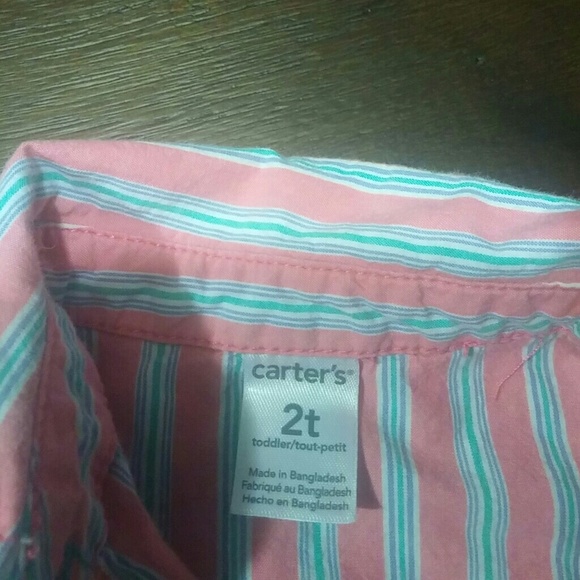 carter's®
2t
toddler/tout-petit
Made in Bangladesh
Fabriqué au Bangladesh
Hecho en Bangladesh